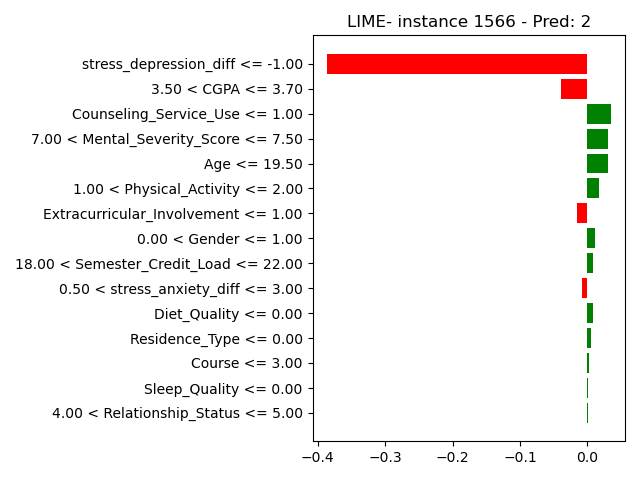 LIME- instance 1566 - Pred: 2
stress_depression_diff <= -1.00
3.50 < CGPA <= 3.70
Counseling_Service_Use <= 1.00
7.00 < Mental_Severity_Score <= 7.50
Age <= 19.50
1.00 < Physical_Activity <= 2.00
Extracurricular_Involvement <= 1.00
0.00 < Gender <= 1.00
18.00 < Semester_Credit_Load <= 22.00
0.50 < stress_anxiety_diff <= 3.00
Diet_Quality <= 0.00
Residence_Type <= 0.00
Course <= 3.00
Sleep_Quality <= 0.00
4.00 < Relationship_Status <= 5.00
−0.4 −0.3 −0.2 −0.1 0.0